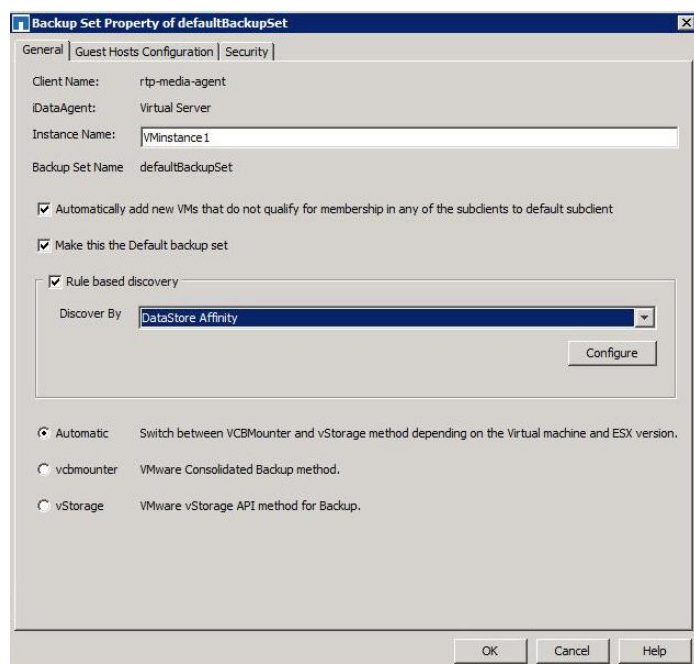 Backup Set Property of defaultBackupSet
General Guest Hosts Configuration Security
Client Name: rtp-media-agent
iDataAgent: Virtual Server
Instance Name: VMinstance1
Backup Set Name defaultBackupSet
Automatically add new VMs that do not qualify for membership in any of the subclients to default subclient
Make this the Default backup set
Rule based discovery
Discover By DataStore Affinity
Configure
Automatic Switch between VCBMounter and vStorage method depending on the Virtual machine and ESX version.
vcbmounter VMware Consolidated Backup method.
vStorage VMware vStorage API method for Backup.
OK Cancel Help